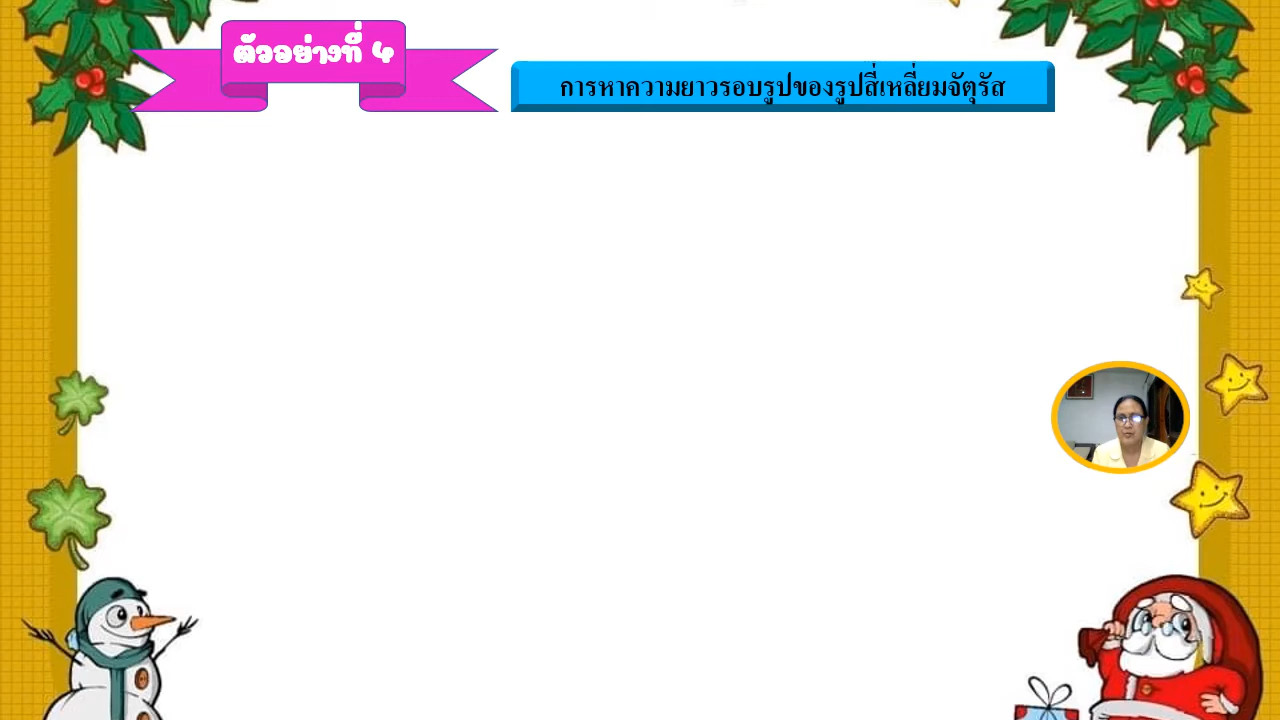 ตัวอย่างที่ 4
การหาความยาวรอบรูปของรูปสี่เหลี่ยมจัตุรัส